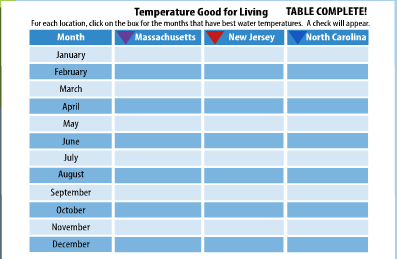 Temperature Good for Living TABLE COMPLETE!
For each location, click on the box for the months that have best water temperatures. A check will appear.
Month Massachusetts New Jersey North Carolina
January
February
March
April
May
June
July
August
September
October
November
December